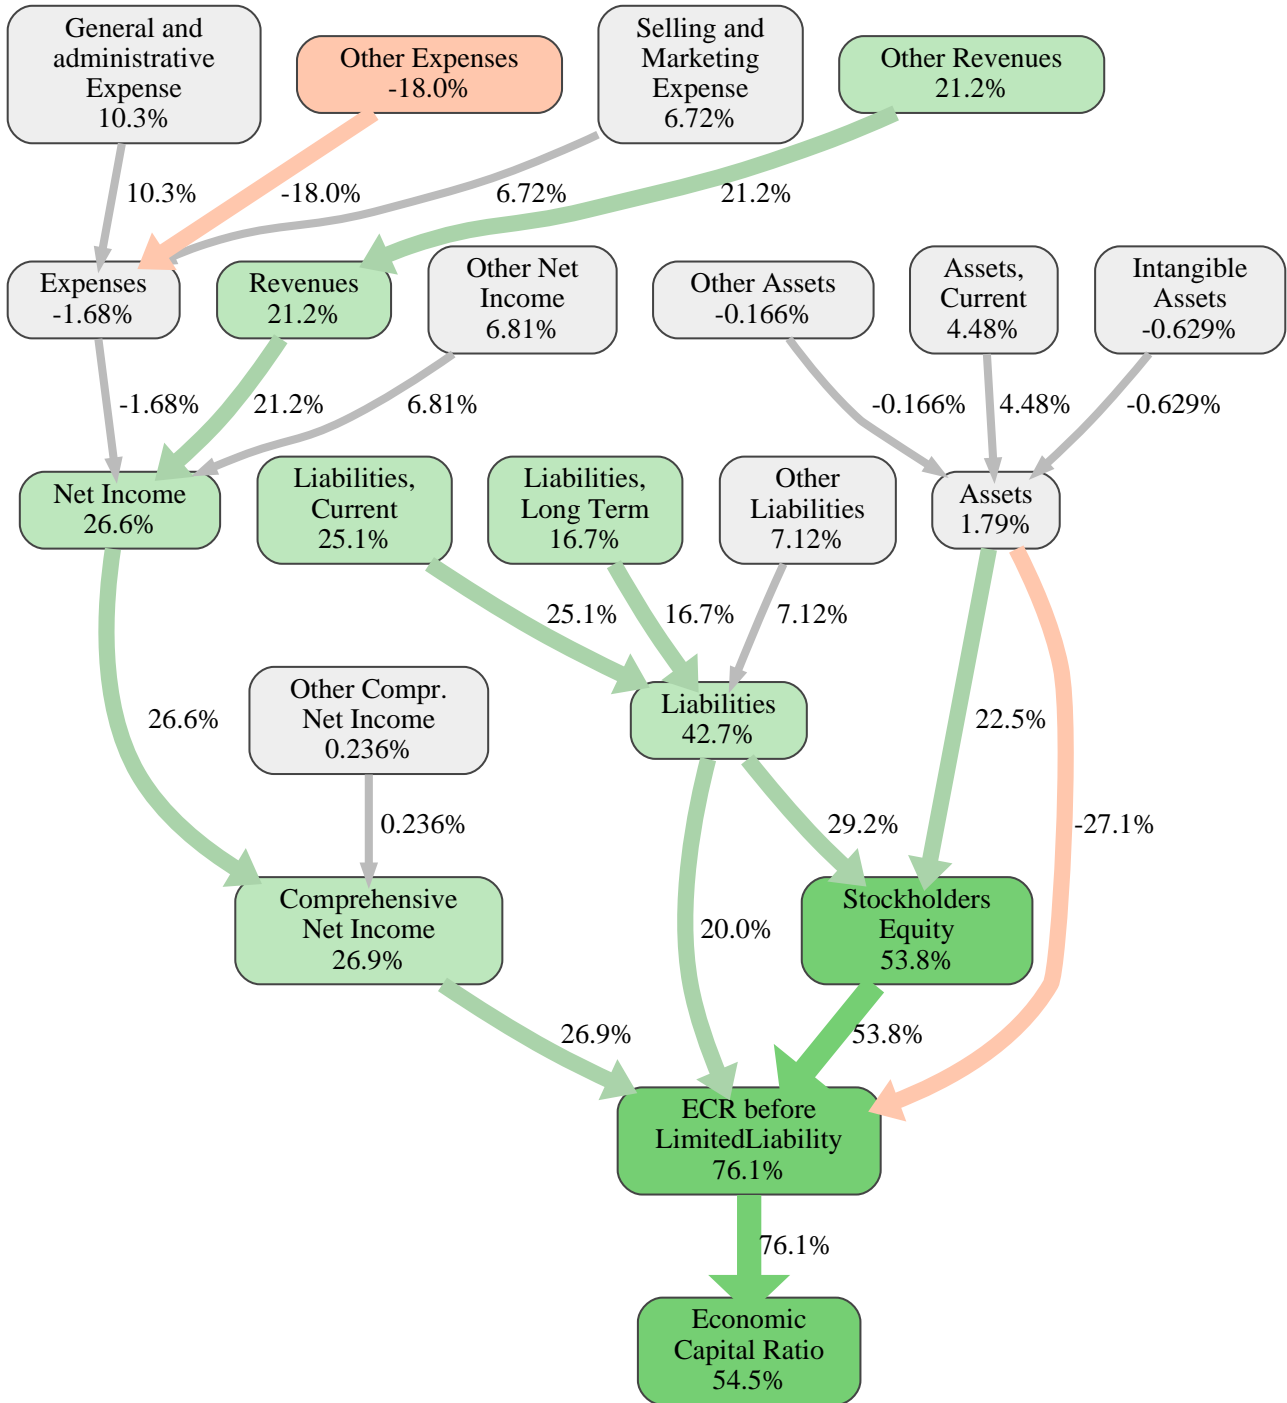 General and
administrative
Expense
10.3%
Other Expenses
-18.0%
Selling and
Marketing
Expense
6.72%
Other Revenues
21.2%
10.3%
-18.0%
6.72%
21.2%
Expenses
-1.68%
Revenues
21.2%
Other Net
Income
6.81%
Other Assets
-0.166%
Assets,
Current
4.48%
Intangible
Assets
-0.629%
-1.68%
21.2%
6.81%
-0.166%
4.48%
-0.629%
Net Income
26.6%
Liabilities,
Current
25.1%
Liabilities,
Long Term
16.7%
Other
Liabilities
7.12%
Assets
1.79%
25.1%
16.7%
7.12%
26.6%
Other Compr.
Net Income
0.236%
Liabilities
42.7%
22.5%
0.236%
29.2%
-27.1%
Comprehensive
Net Income
26.9%
20.0%
Stockholders
Equity
53.8%
26.9%
53.8%
ECR before
LimitedLiability
76.1%
76.1%
Economic
Capital Ratio
54.5%